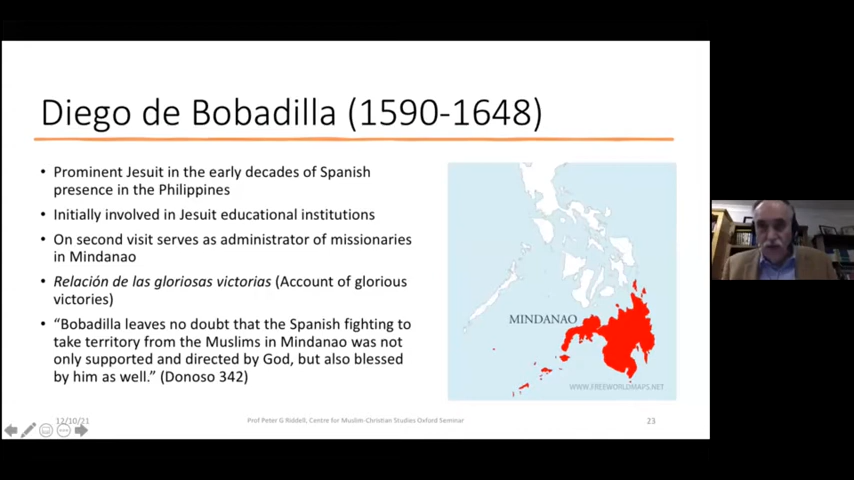 Diego de Bobadilla (1590-1648)
• Prominent Jesuit in the early decades of Spanish
presence in the Philippines
• Initially involved in Jesuit educational institutions
• On second visit serves as administrator of missionaries
in Mindanao
• Relación de las gloriosas victorias (Account of glorious
victories)
• “Bobadilla leaves no doubt that the Spanish fighting to
take territory from the Muslims in Mindanao was not
only supported and directed by God, but also blessed
by him as well.” (Donoso 342)
MINDANAO
WWW.FREEWORLDMAPS.NET
12/10/21
Prof Peter G Riddell, Centre for Muslim-Christian Studies Oxford Seminar
23